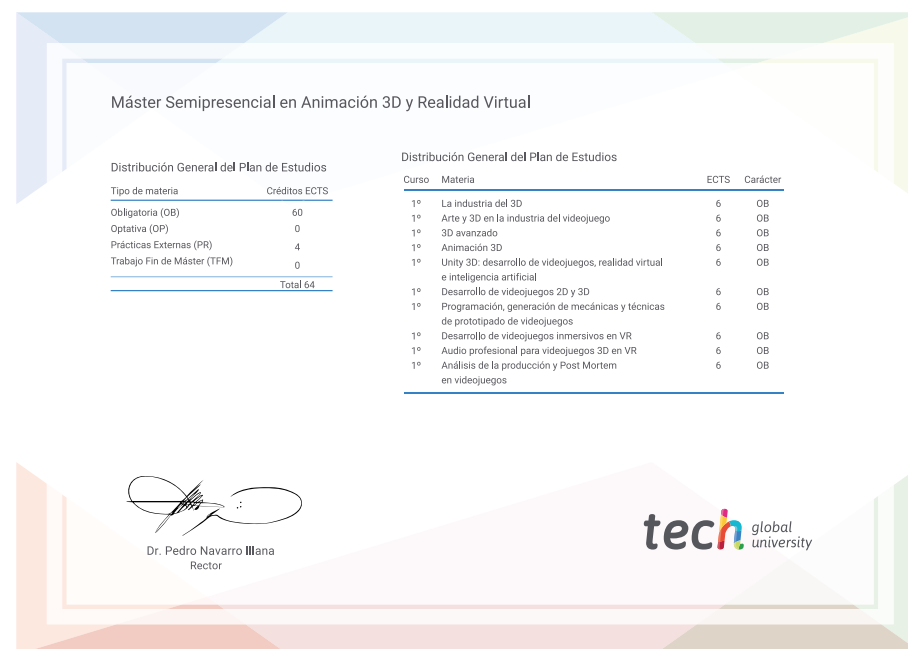 Máster Semipresencial en Animación 3D y Realidad Virtual
Distribución General del Plan de Estudios
Tipo de materia Créditos ECTS
Obligatoria (OB) 60
Optativa (OP) 0
Prácticas Externas (PR) 4
Trabajo Fin de Máster (TFM) 0
Total 64
Distribución General del Plan de Estudios
Curso Materia ECTS Carácter
1º La industria del 3D 6 OB
1º Arte y 3D en la industria del videojuego 6 OB
1º 3D avanzado 6 OB
1º Animación 3D 6 OB
1º Unity 3D: desarrollo de videojuegos, realidad virtual 6 OB
e inteligencia artificial
1º Desarrollo de videojuegos 2D y 3D 6 OB
1º Programación, generación de mecánicas y técnicas 6 OB
de prototipado de videojuegos
1º Desarrollo de videojuegos inmersivos en VR 6 OB
1º Audio profesional para videojuegos 3D en VR 6 OB
1º Análisis de la producción y Post Mortem 6 OB
en videojuegos
Dr. Pedro Navarro Illana
Rector
tech global
university